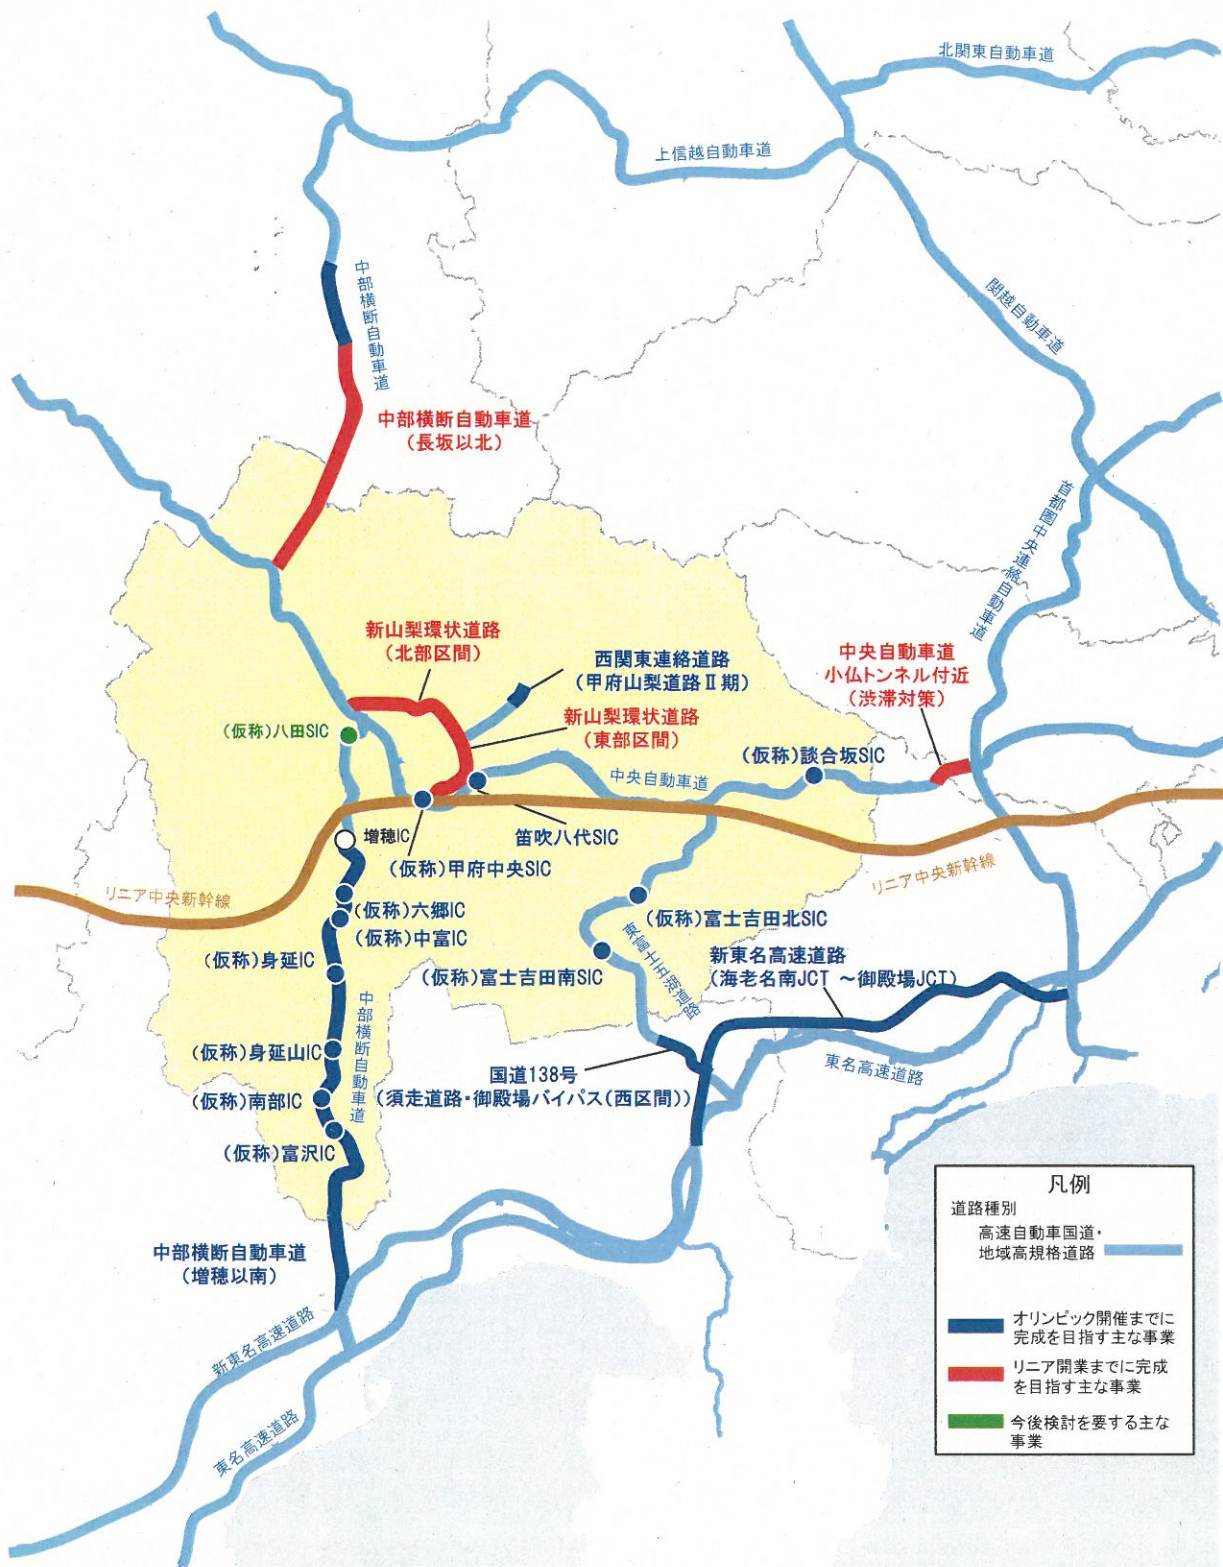 北関東自動車道
上信越自動車道
中部横断自動車道
関越自動車道
中部横断自動車道
(長坂以北)
首都圏中央連絡自動車道
新山梨環状道路
(北部区間)
西関東連絡道路
(甲府山梨道路Ⅱ期)
中央自動車道
小仏トンネル付近
(渋滞対策)
(仮称)八田SIC
新山梨環状道路
(東部区間)
(仮称)談合坂SIC
中央自動車道
増穂IC
笛吹八代SIC
(仮称)甲府中央SIC
リニア中央新幹線
リニア中央新幹線
(仮称)六郷IC
(仮称)中富IC
(仮称)富士吉田北SIC
(仮称)身延IC
(仮称)富士吉田南SIC
東富士五湖道路
新東名高速道路
(海老名南JCT ～御殿場JCT)
中部横断自動車道
(仮称)身延山IC
国道138号
(須走道路・御殿場バイパス(西区間))
東名高速道路
(仮称)南部IC
(仮称)富沢IC
中部横断自動車道
(増穂以南)
新東名高速道路
東名高速道路
凡例
道路種別
高速自動車国道・
地域高規格道路
オリンピック開催までに
完成を目指す主な事業
リニア開業までに完成
を目指す主な事業
今後検討を要する主な
事業